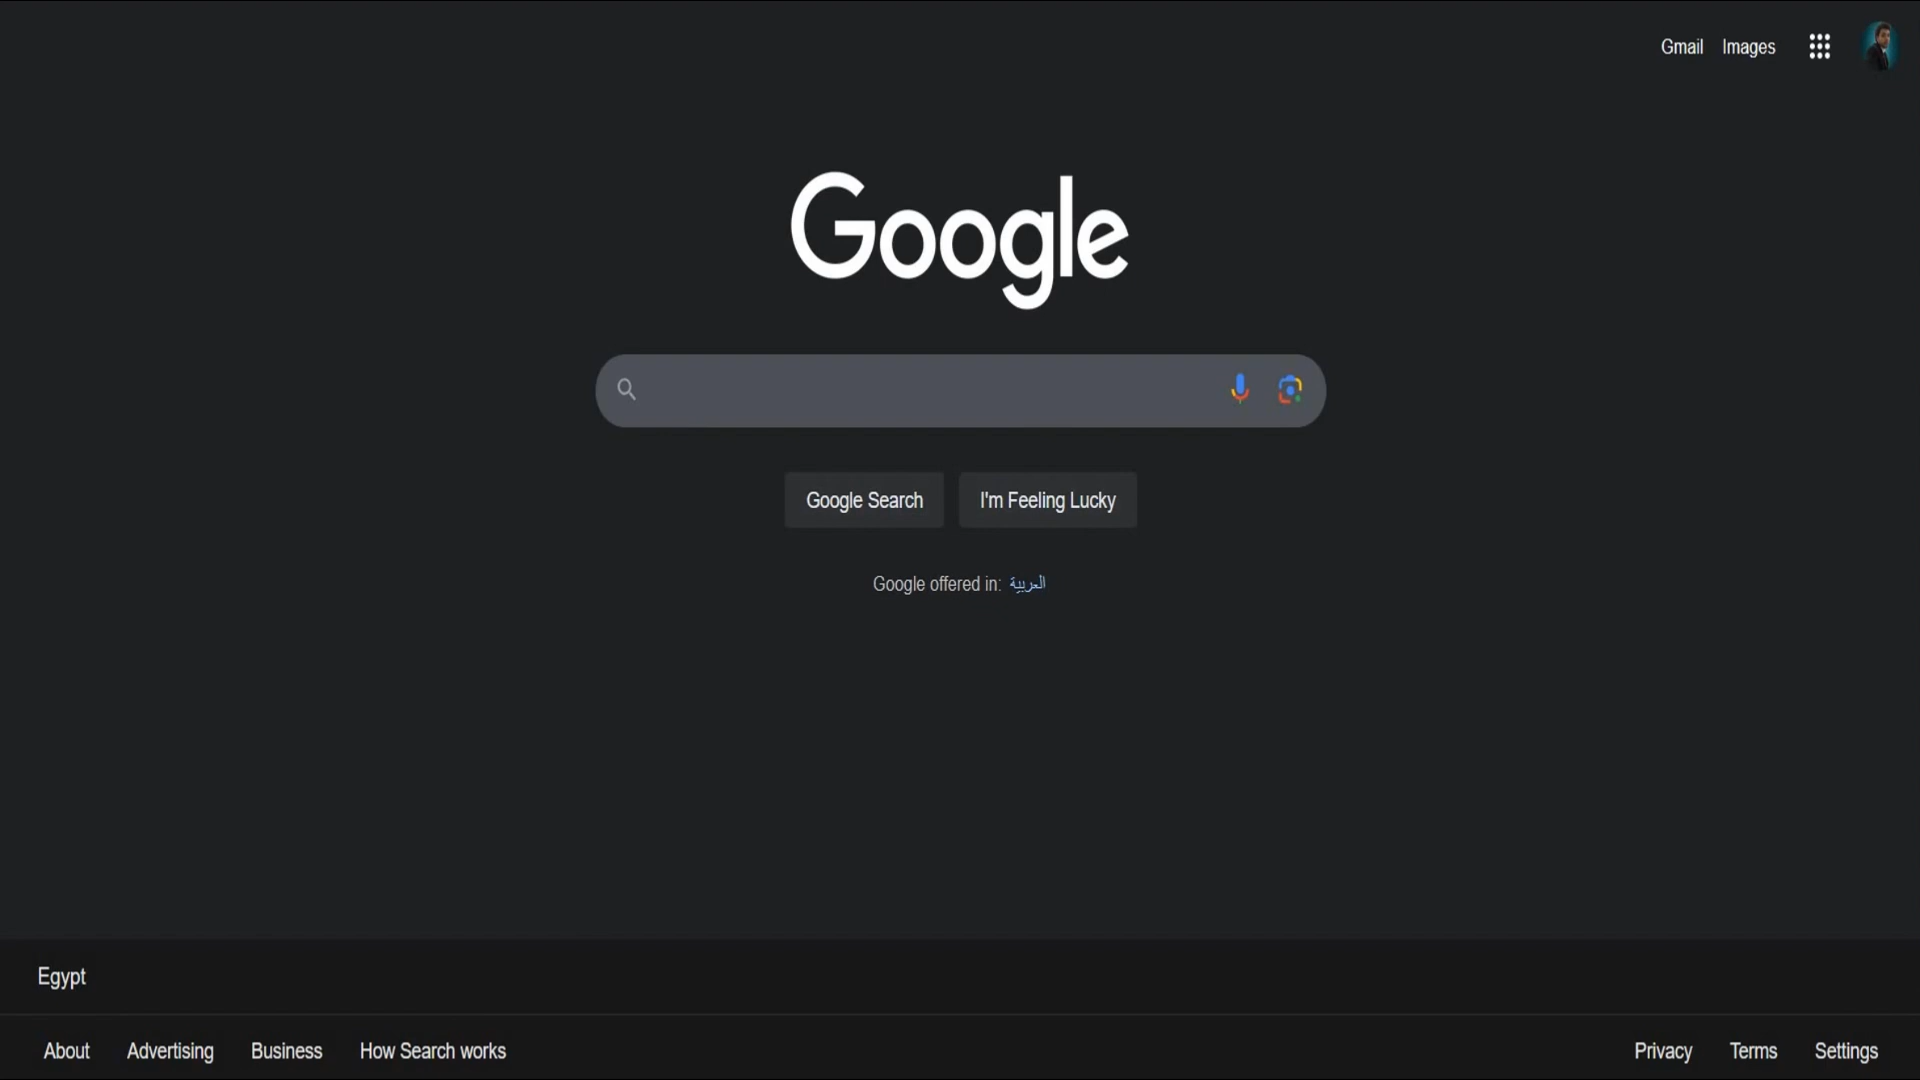 Gmail Images
Google
Google Search I'm Feeling Lucky
Google offered in: العربية
Egypt
About Advertising Business How Search works Privacy Terms Settings